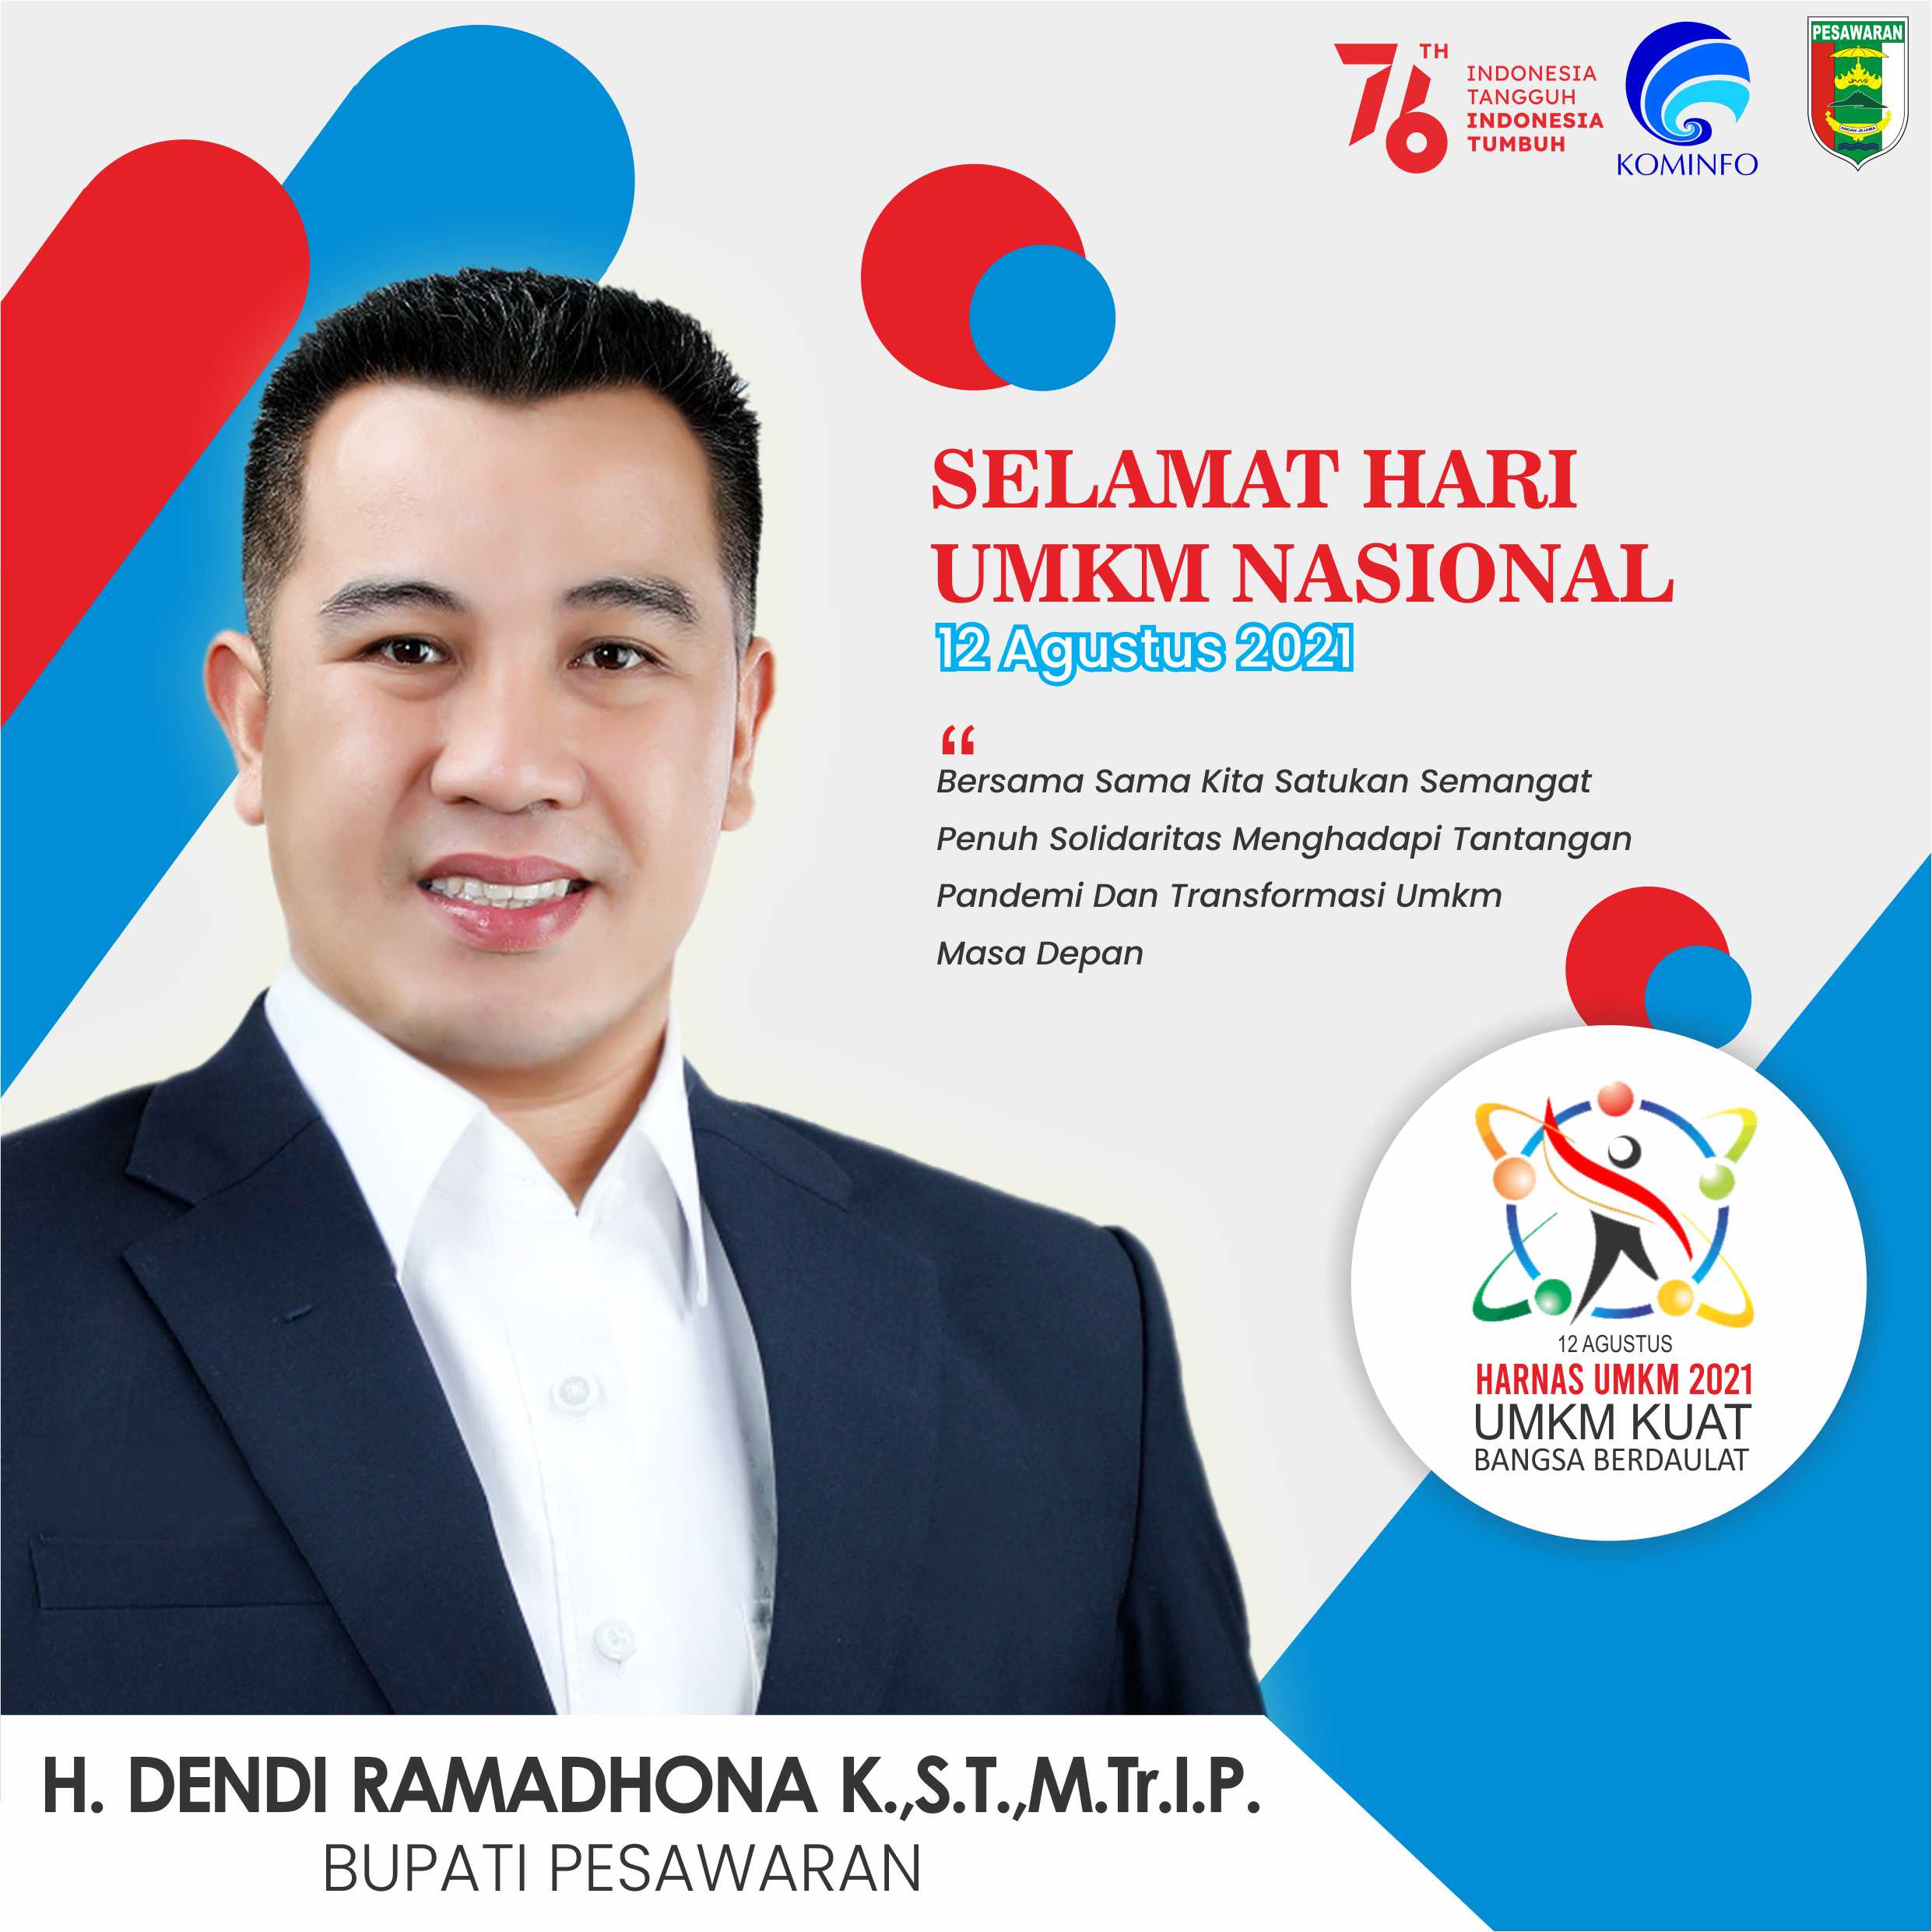 76TH
INDONESIA
TANGGUH
INDONESIA
TUMBUH
KOMINFO
PESAWARAN
ANDAN JEJAMA
SELAMAT HARI
UMKM NASIONAL
12 Agustus 2021
“
Bersama Sama Kita Satukan Semangat
Penuh Solidaritas Menghadapi Tantangan
Pandemi Dan Transformasi Umkm
Masa Depan
12 AGUSTUS
HARNAS UMKM 2021
UMKM KUAT
BANGSA BERDAULAT
H. DENDI RAMADHONA K.,S.T.,M.Tr.I.P.
BUPATI PESAWARAN